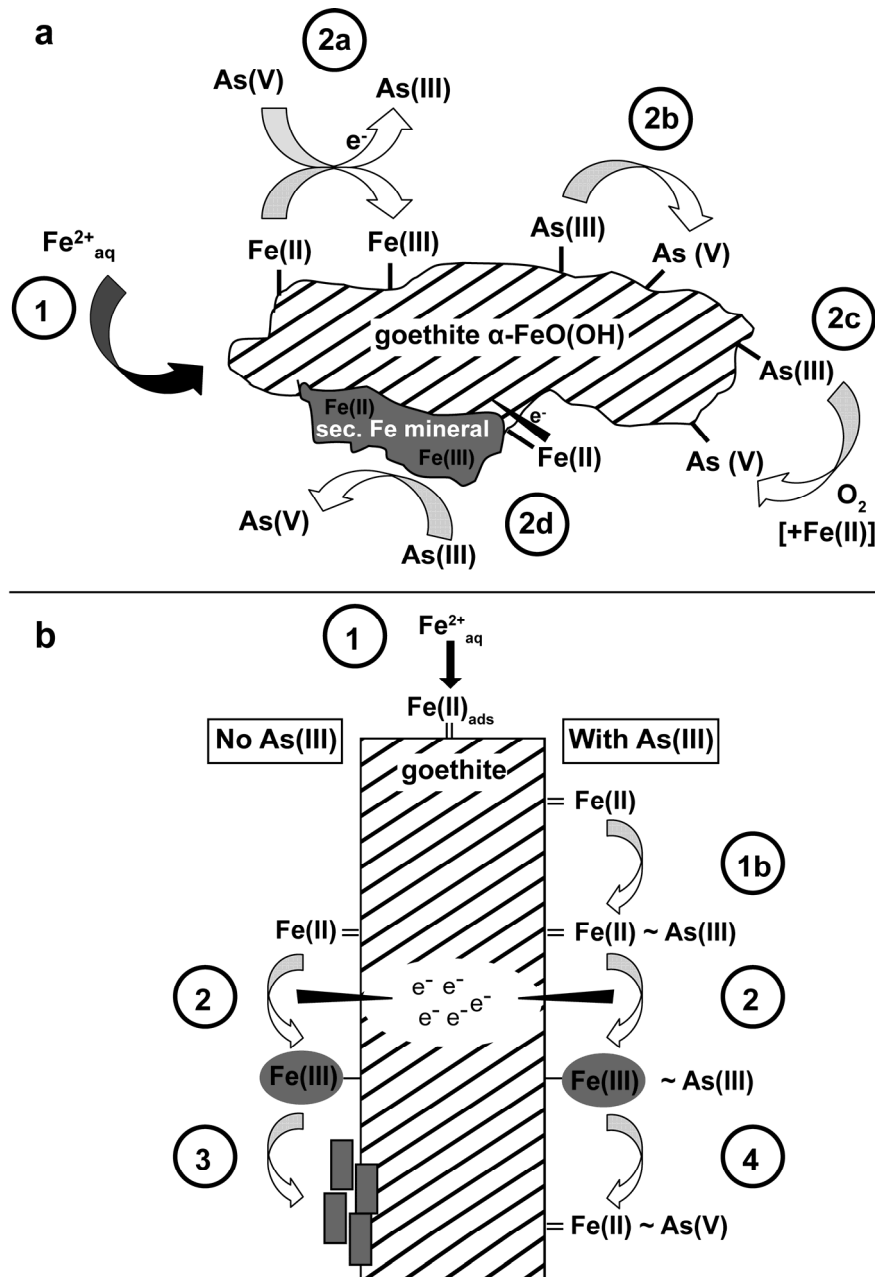 a
2a
As(V)
As(III)
e-
2b
Fe2+aq
Fe(II)
Fe(III)
As(III)
As (V)
1
2c
goethite α-FeO(OH)
As(III)
Fe(II)
sec. Fe mineral
Fe(III)
e-
Fe(II)
As (V)
O2
[+Fe(II)]
As(V)
As(III)
2d
b
1
Fe2+aq
Fe(II)ads
No As(III)
With As(III)
goethite
= Fe(II)
1b
Fe(II) =
= Fe(II) ~ As(III)
2
e- e-
e- e- e-
2
Fe(III)
Fe(III) ~ As(III)
3
4
= Fe(II) ~ As(V)